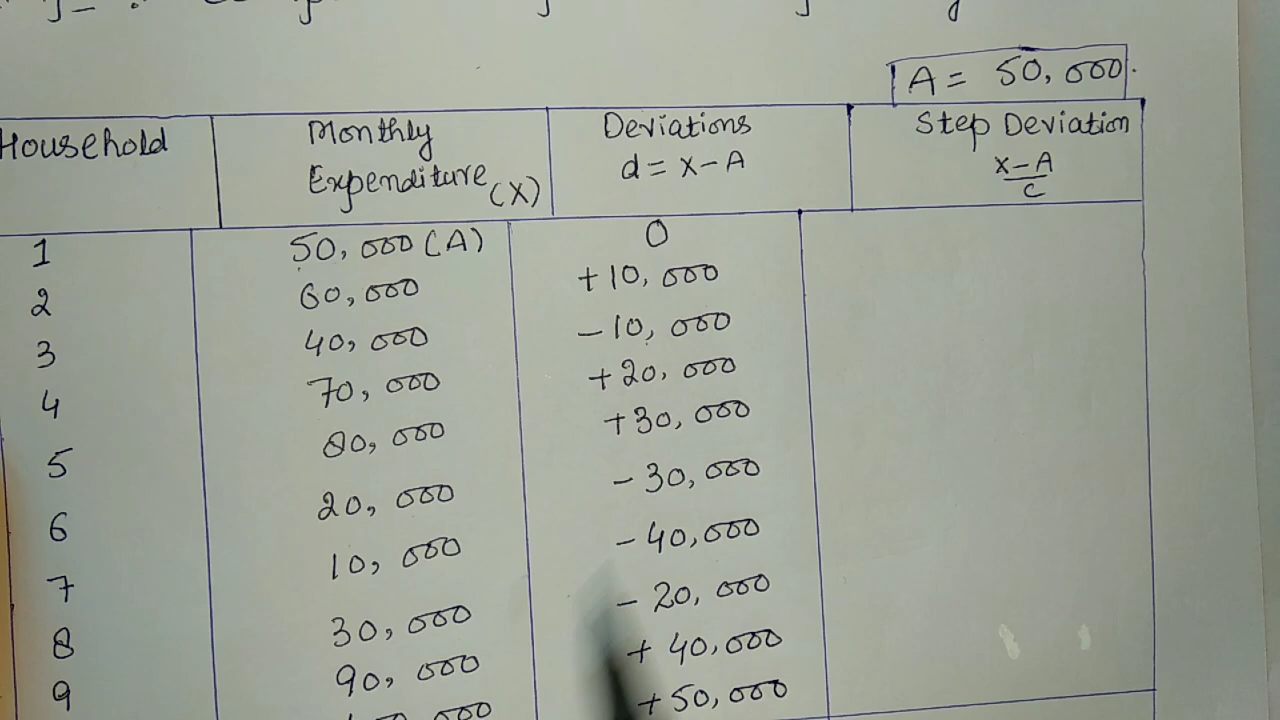 A = 50,000.
Household Monthly Expenditure (X) Deviations d = X - A Step Deviation X-A/C
1 50,000 (A) 0
2 60,000 +10,000
3 40,000 -10,000
4 70,000 +20,000
5 80,000 +30,000
6 20,000 -30,000
7 10,000 -40,000
8 30,000 -20,000
9 90,000 +40,000
+50,000